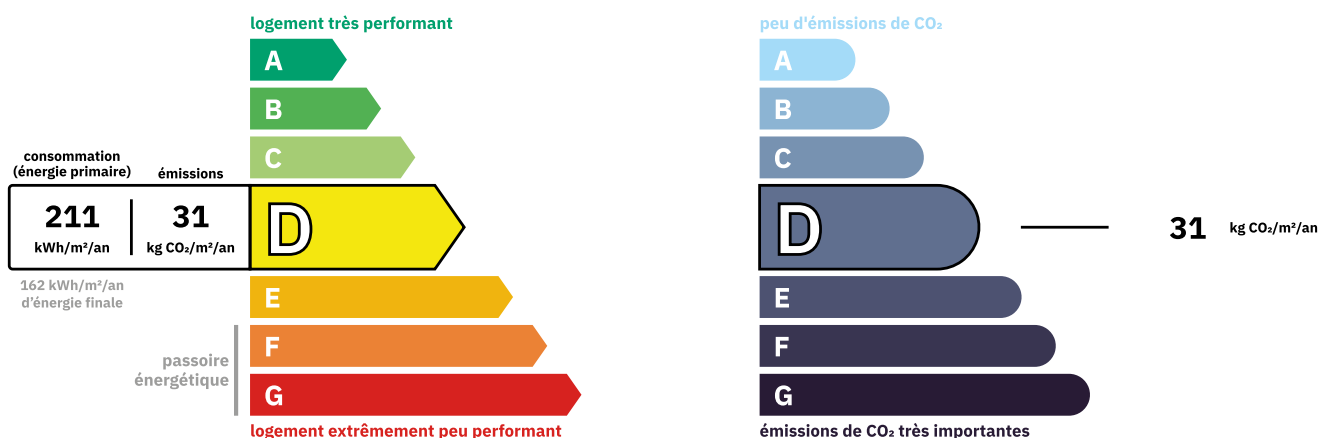 logement très performant
A
B
C
consommation
(énergie primaire)
émissions
211
kWh/m²/an
31
kg CO₂/m²/an
D
162 kWh/m²/an
d'énergie finale
E
passoire
énergétique
F
G
logement extrêmement peu performant
peu d'émissions de CO₂
A
B
C
D
31 kg CO₂/m²/an
E
F
G
émissions de CO₂ très importantes